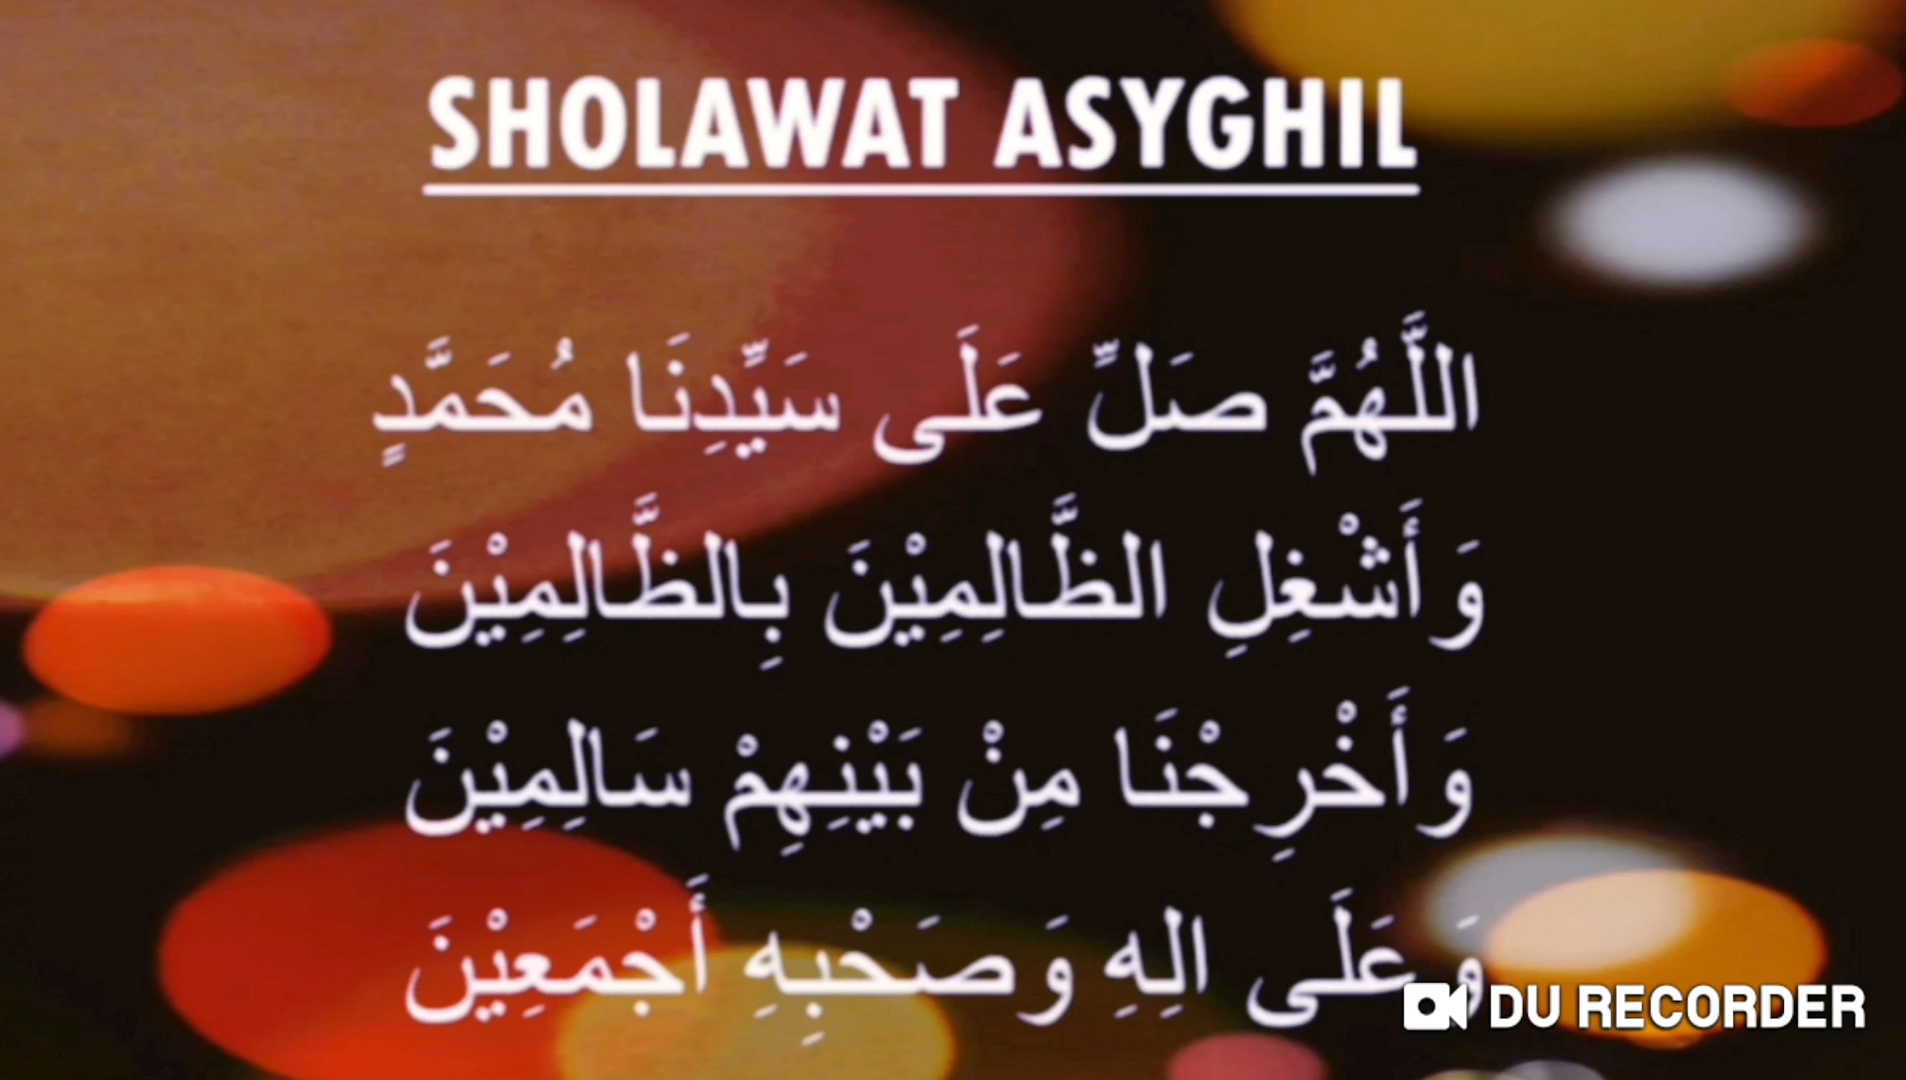 SHOLAWAT ASYGHIL
اللَّهُمَّ صَلِّ عَلَى سَيِّدِنَا مُحَمَّدٍ
وَأَشْغِلِ الظَّالِمِيْنَ بِالظَّالِمِيْنَ
وَأَخْرِجْنَا مِنْ بَيْنِهِمْ سَالِمِيْنَ
وَعَلَى الِهِ وَصَحْبِهِ أَجْمَعِيْنَ
DU RECORDER